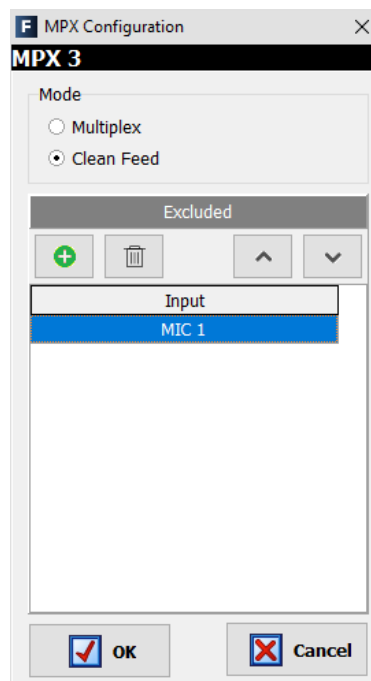 F MPX Configuration
MPX 3
Mode
Multiplex
Clean Feed
Excluded
Input
MIC 1
OK
Cancel